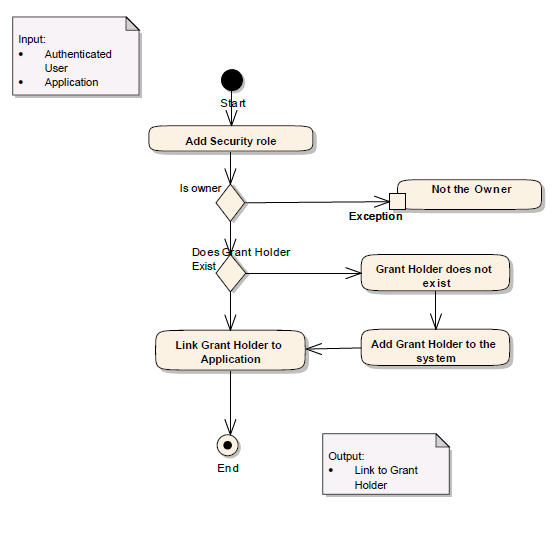 Input:
• Authenticated
User
• Application
Start
Add Security role
Is owner
Not the Owner
Exception
Does Grant Holder
Exist
Grant Holder does not
exist
Link Grant Holder to
Application
Add Grant Holder to the
system
End
Output:
• Link to Grant
Holder